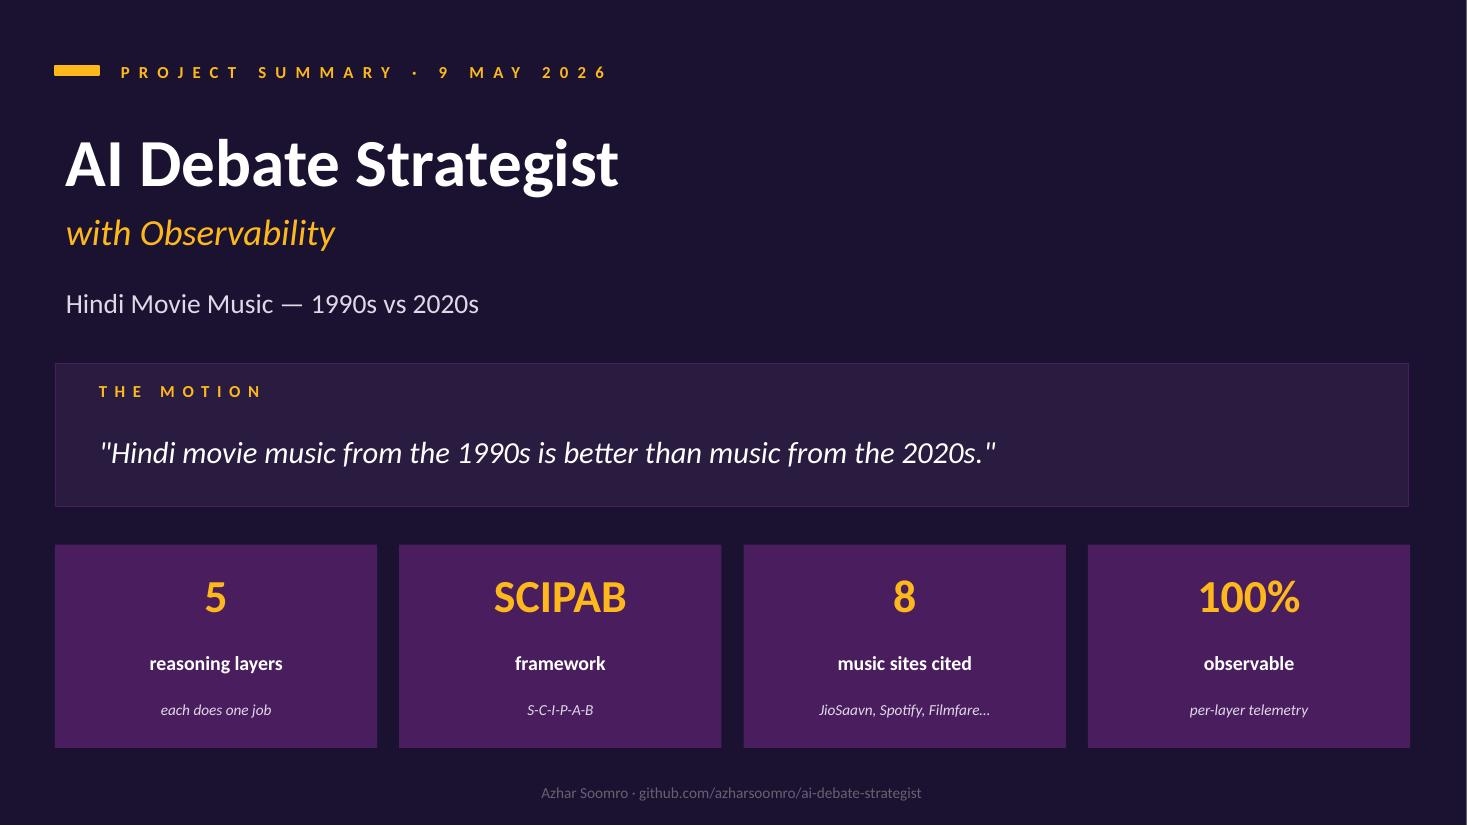 PROJECT SUMMARY · 9 MAY 2026
AI Debate Strategist
with Observability
Hindi Movie Music — 1990s vs 2020s
THE MOTION
"Hindi movie music from the 1990s is better than music from the 2020s."
5
reasoning layers
each does one job
SCIPAB
framework
S-C-I-P-A-B
8
music sites cited
JioSaavn, Spotify, Filmfare...
100%
observable
per-layer telemetry
Azhar Soomro · github.com/azharsoomro/ai-debate-strategist